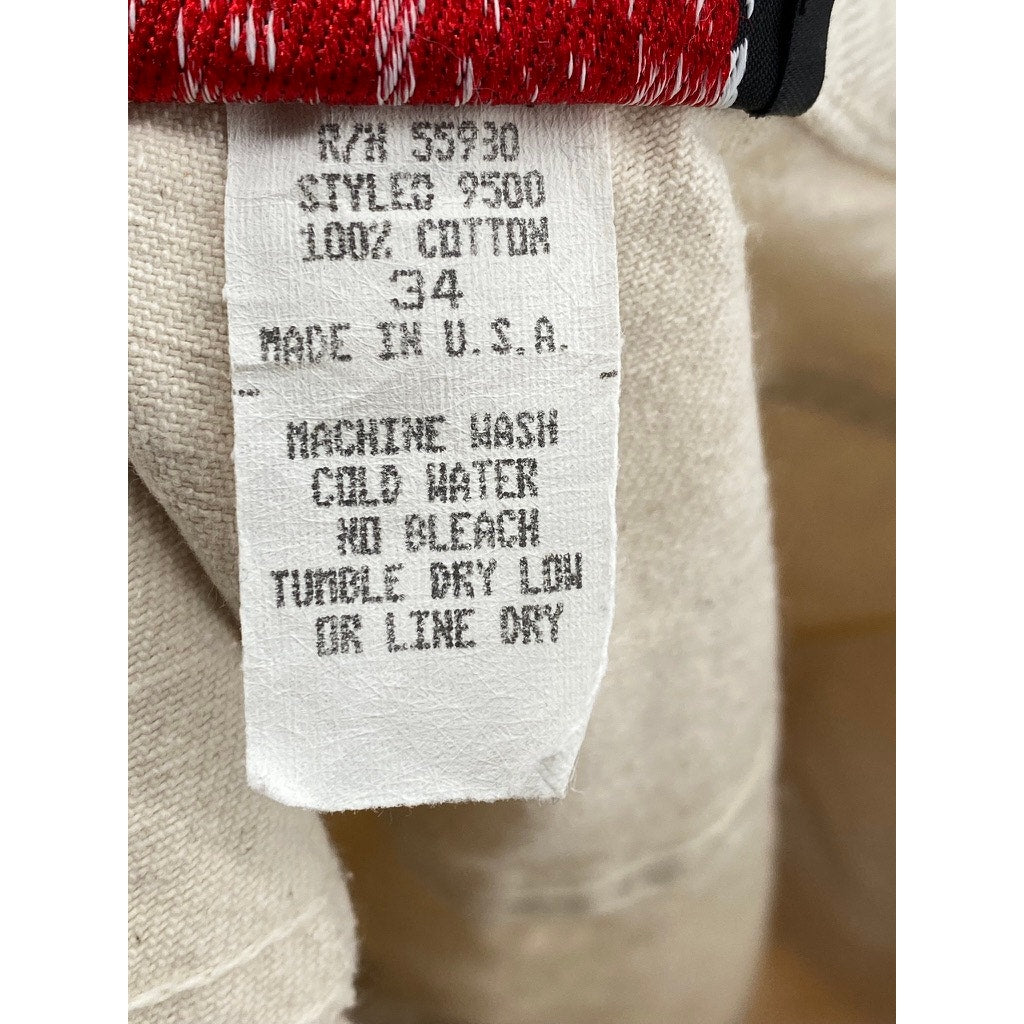 R/N 55930
STYLEC 9500
100% COTTON
34
MADE IN U.S.A.
MACHINE WASH
COLD WATER
NO BLEACH
TUMBLE DRY LOW
OR LINE DRY